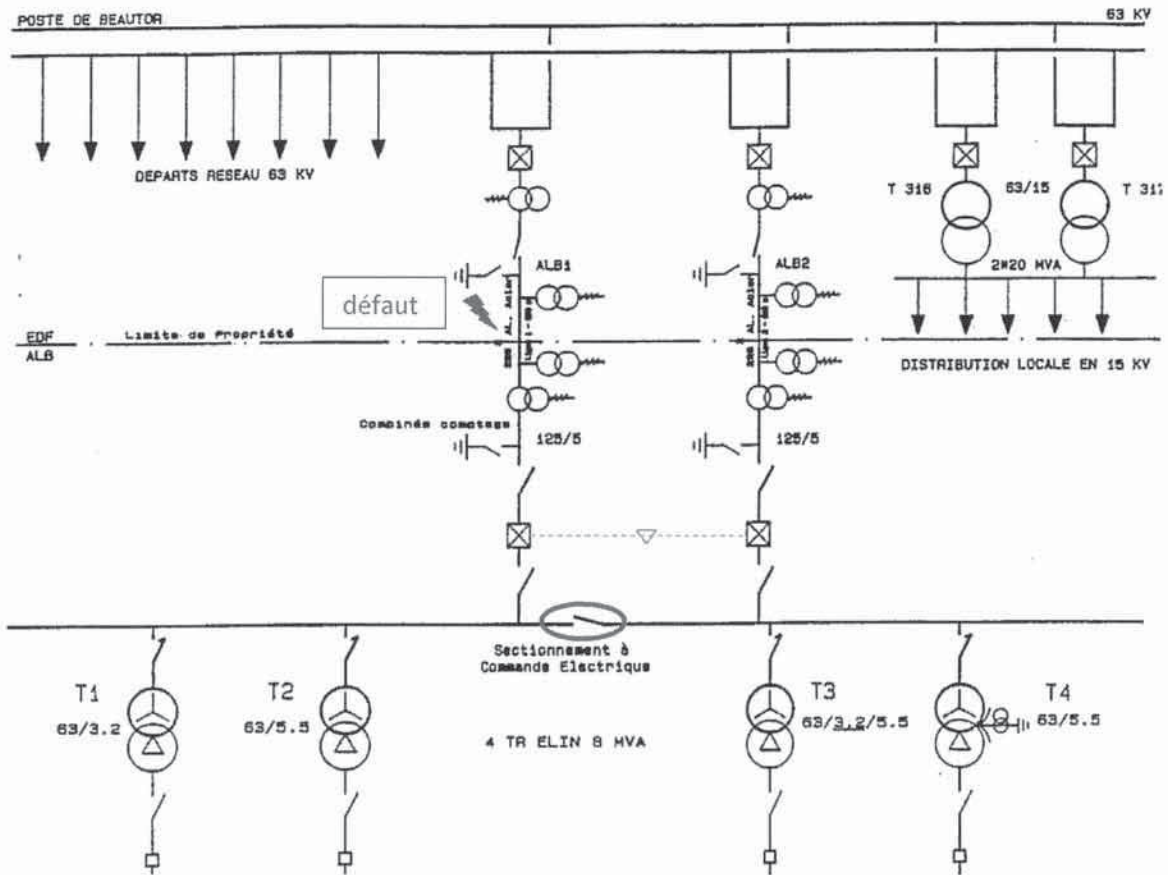 POSTE DE BEAUTOR
63 KV
DEPARTS RESEAU 63 KV
T 316
63/15
T 317
2*20 MVA
ALB1
ALB2
défaut
EDF
Limite de Propriété
ALB
DISTRIBUTION LOCALE EN 15 KV
Combinés comptage
125/5
125/5
Sectionnement à
Commande Electrique
T1
63/3.2
T2
63/5.5
4 TR ELIN 8 MVA
T3
63/3.2/5.5
T4
63/5.5